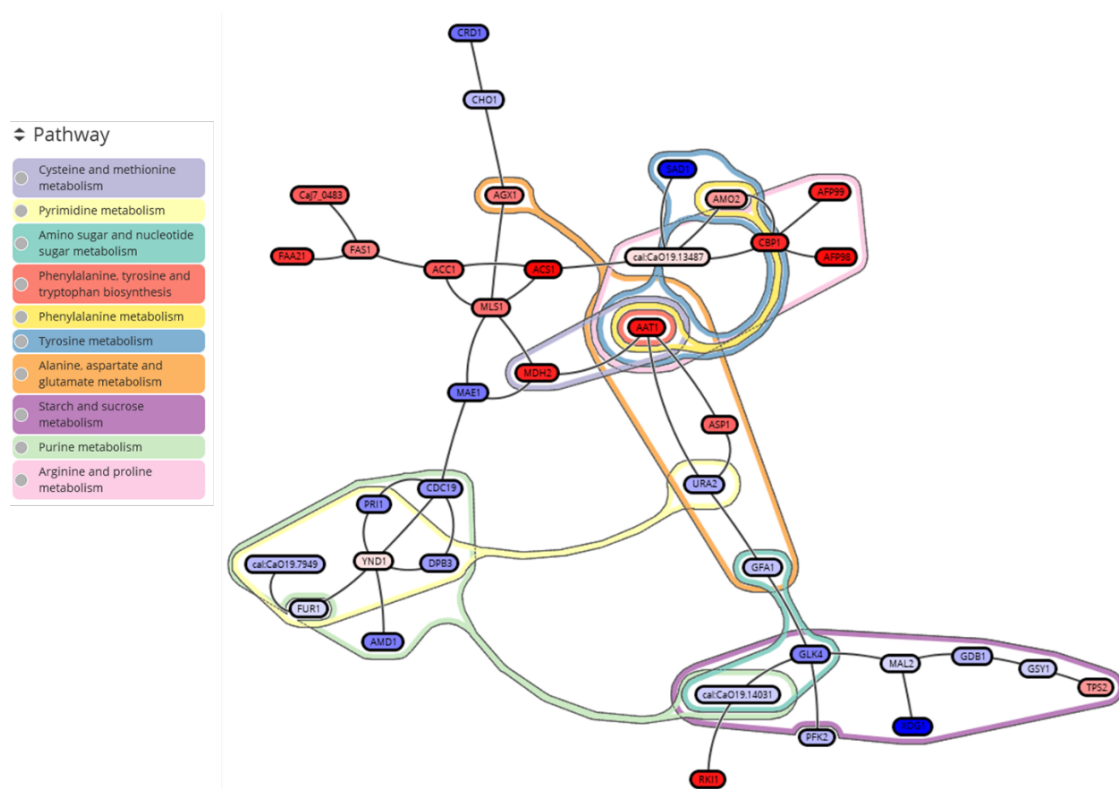 Pathway
Cysteine and methionine
metabolism
Pyrimidine metabolism
Amino sugar and nucleotide
sugar metabolism
Phenylalanine, tyrosine and
tryptophan biosynthesis
Phenylalanine metabolism
Tyrosine metabolism
Alanine, aspartate and
glutamate metabolism
Starch and sucrose
metabolism
Purine metabolism
Arginine and proline
metabolism
CRD1
CHO1
SAD1
Caj7_0483
AGX1
AMO2
AFP99
FAS1
CBP1
FAA21
cal:CaO19.13487
AFP98
ACC1
ACS1
MLS1
AAT1
MDH2
MAE1
ASP1
URA2
CDC19
PRI1
cal:CaO19.7949
YND1
DPB3
GFA1
FUR1
AMD1
GLK4
MAL2
GDB1
GSY1
TPS2
cal:CaO19.14031
PFK2
RKI1